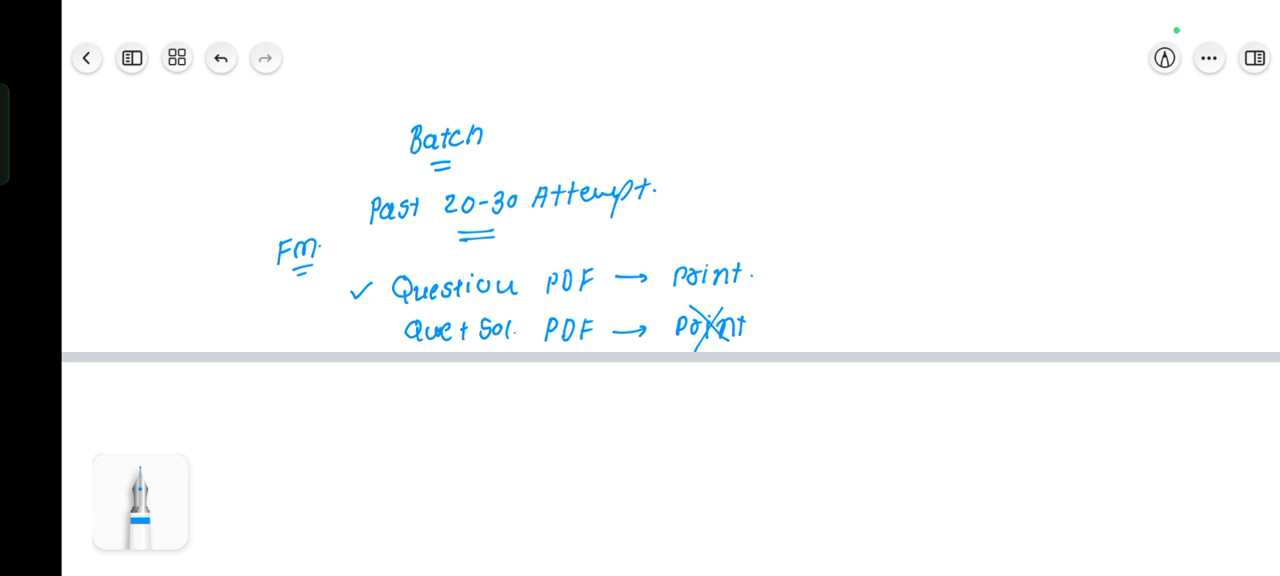 Batch
Past 20-30 Attempt.
FM.
✓ Question PDF → Print.
Que + Sol. PDF → Print